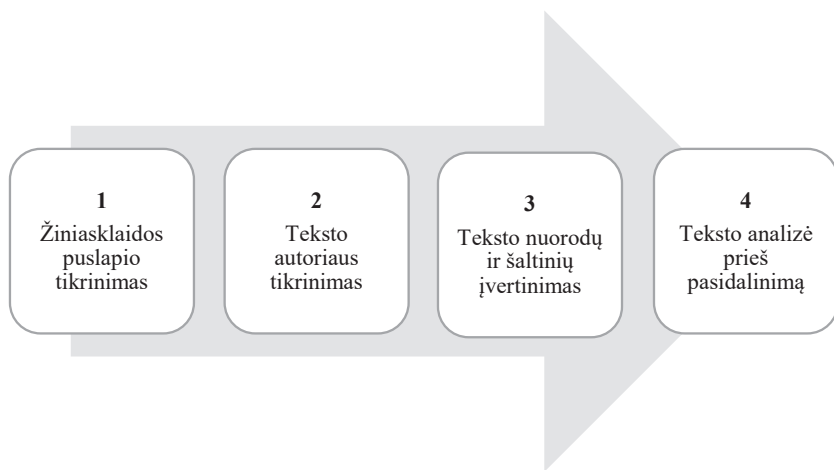 1
Žiniasklaidos
puslapio
tikrinimas
2
Teksto
autoriaus
tikrinimas
3
Teksto nuorodų
ir šaltinių
įvertinimas
4
Teksto analizė
prieš
pasidalinimą